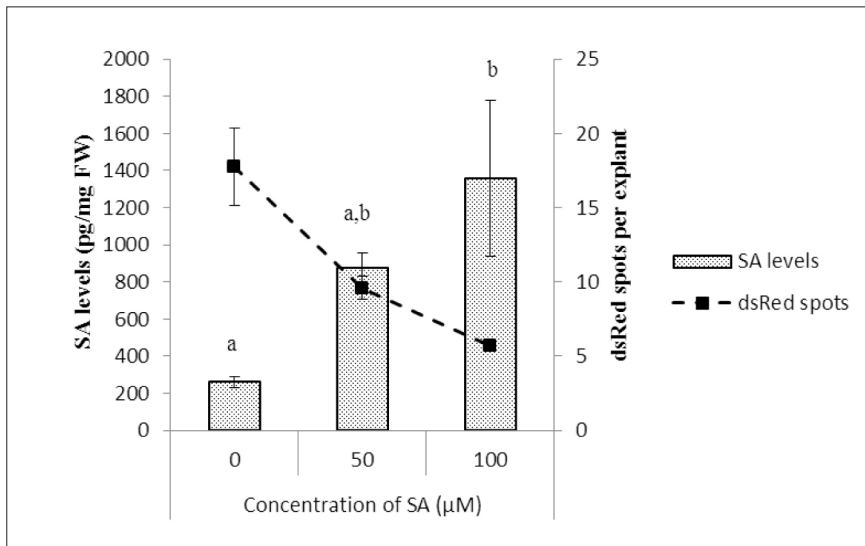 2000
1800
1600
1400
1200
1000
800
600
400
200
0
SA levels (pg/mg FW)
a
a,b
b
25
20
15
10
5
0
dsRed spots per explant
0 50 100
Concentration of SA (µM)
SA levels
dsRed spots